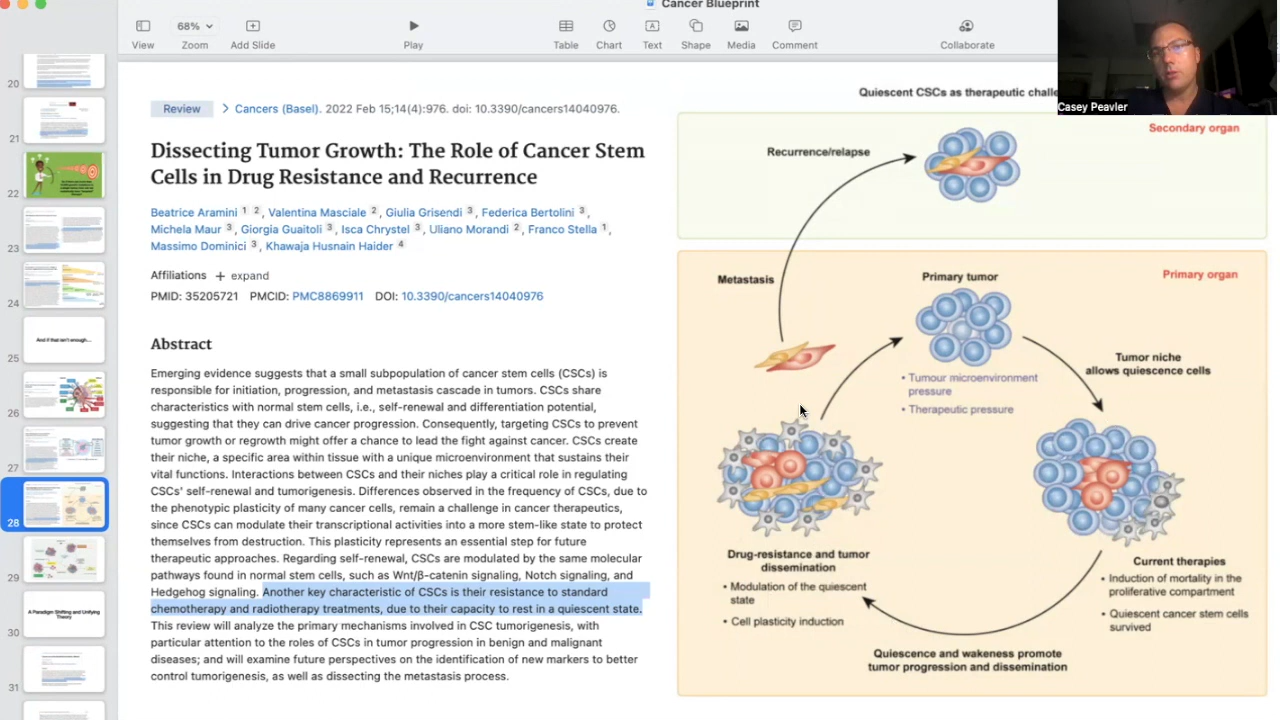 Cancer Blueprint
68%
View
Zoom
Add Slide
Play
Table
Chart
Text
Shape
Media
Comment
Collaborate
Casey Peavler
20
21
22
23
24
25
And if that isn't enough...
26
27
28
29
30
A Paradigm Shifting and Unifying
Theory
31
Review
Cancers (Basel). 2022 Feb 15;14(4):976. doi: 10.3390/cancers14040976.
Dissecting Tumor Growth: The Role of Cancer Stem
Cells in Drug Resistance and Recurrence
Beatrice Aramini 1 2, Valentina Masciale 2, Giulia Grisendi 3, Federica Bertolini 3,
Michela Maur 3, Giorgia Guaitoli 3, Isca Chrystel 3, Uliano Morandi 2, Franco Stella 1,
Massimo Dominici 3, Khawaja Husnain Haider 4
Affiliations + expand
PMID: 35205721 PMCID: PMC8869911 DOI: 10.3390/cancers14040976
Abstract
Emerging evidence suggests that a small subpopulation of cancer stem cells (CSCs) is
responsible for initiation, progression, and metastasis cascade in tumors. CSCs share
characteristics with normal stem cells, i.e., self-renewal and differentiation potential,
suggesting that they can drive cancer progression. Consequently, targeting CSCs to prevent
tumor growth or regrowth might offer a chance to lead the fight against cancer. CSCs create
their niche, a specific area within tissue with a unique microenvironment that sustains their
vital functions. Interactions between CSCs and their niches play a critical role in regulating
CSCs' self-renewal and tumorigenesis. Differences observed in the frequency of CSCs, due to
the phenotypic plasticity of many cancer cells, remain a challenge in cancer therapeutics,
since CSCs can modulate their transcriptional activities into a more stem-like state to protect
themselves from destruction. This plasticity represents an essential step for future
therapeutic approaches. Regarding self-renewal, CSCs are modulated by the same molecular
pathways found in normal stem cells, such as Wnt/β-catenin signaling, Notch signaling, and
Hedgehog signaling. Another key characteristic of CSCs is their resistance to standard
chemotherapy and radiotherapy treatments, due to their capacity to rest in a quiescent state.
This review will analyze the primary mechanisms involved in CSC tumorigenesis, with
particular attention to the roles of CSCs in tumor progression in benign and malignant
diseases; and will examine future perspectives on the identification of new markers to better
control tumorigenesis, as well as dissecting the metastasis process.
Quiescent CSCs as therapeutic
Secondary organ
Recurrence/relapse
Metastasis
Primary tumor
Primary organ
• Tumour microenvironment
pressure
• Therapeutic pressure
Tumor niche
allows quiescence cells
Drug-resistance and tumor
dissemination
• Modulation of the quiescent
state
• Cell plasticity induction
Current therapies
• Induction of mortality in the
proliferative compartment
• Quiescent cancer stem cells
survived
Quiescence and wakeness promote
tumor progression and dissemination